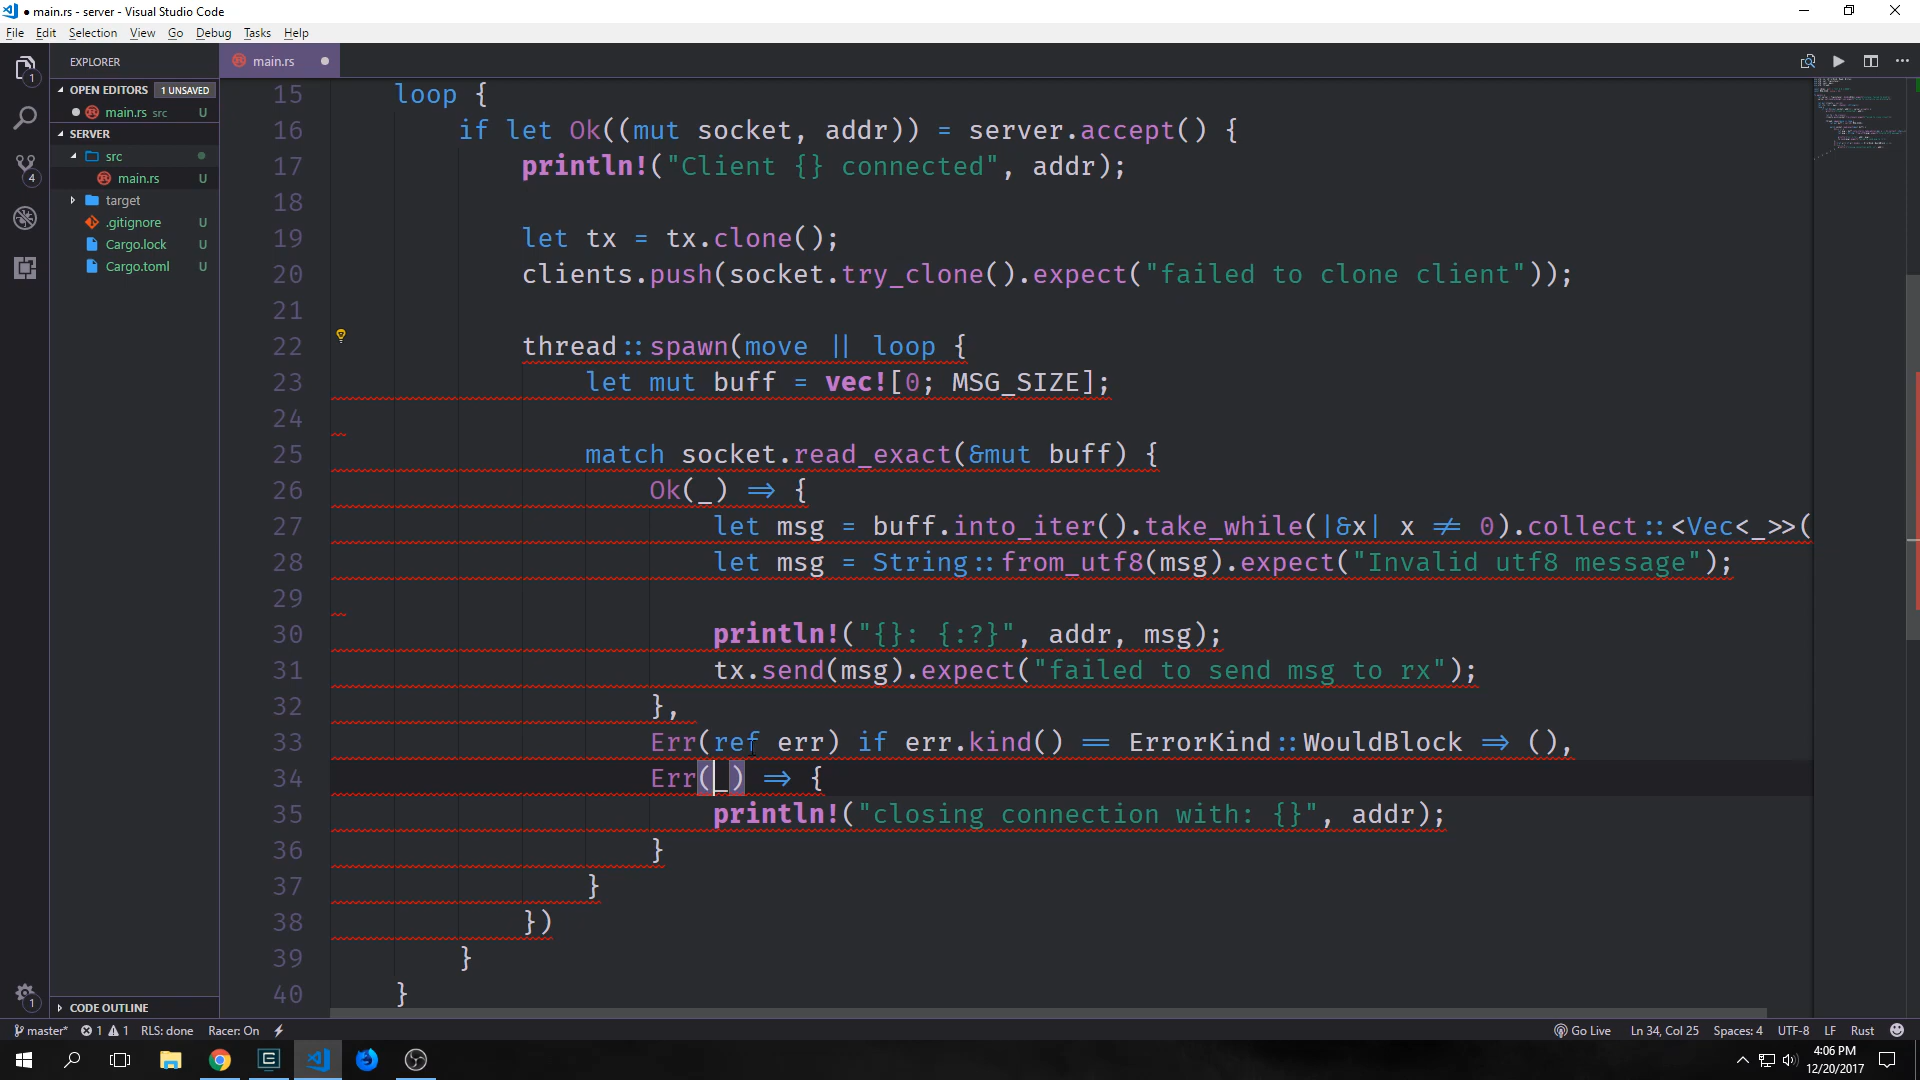 ● main.rs - server - Visual Studio Code
File Edit Selection View Go Debug Tasks Help
EXPLORER
OPEN EDITORS 1 UNSAVED
● main.rs src U
SERVER
src
main.rs U
target
.gitignore U
Cargo.lock U
Cargo.toml U
CODE OUTLINE
1
4
1
main.rs ●
15 loop {
16 if let Ok((mut socket, addr)) = server.accept() {
17 println!("Client {} connected", addr);
18
19 let tx = tx.clone();
20 clients.push(socket.try_clone().expect("failed to clone client"));
21
22 thread::spawn(move || loop {
23 let mut buff = vec![0; MSG_SIZE];
24
25 match socket.read_exact(&mut buff) {
26 Ok(_) => {
27 let msg = buff.into_iter().take_while(|&x| x != 0).collect::<Vec<_>>(
28 let msg = String::from_utf8(msg).expect("Invalid utf8 message");
29
30 println!("{}: {:?}", addr, msg);
31 tx.send(msg).expect("failed to send msg to rx");
32 },
33 Err(ref err) if err.kind() == ErrorKind::WouldBlock => (),
34 Err(_) => {
35 println!("closing connection with: {}", addr);
36 }
37 }
38 })
39 }
40 }
master* 1 1 RLS: done Racer: On Go Live Ln 34, Col 25 Spaces: 4 UTF-8 LF Rust
4:06 PM
12/20/2017